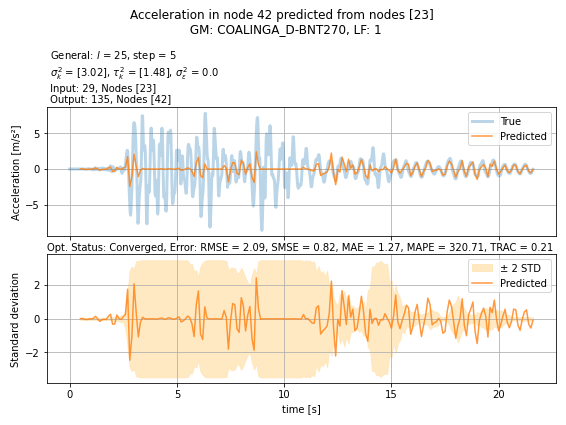 Acceleration in node 42 predicted from nodes [23]
GM: COALINGA_D-BNT270, LF: 1
General: l = 25, step = 5
σ²ₖ = [3.02], τ²ₖ = [1.48], σ²ε = 0.0
Input: 29, Nodes [23]
Output: 135, Nodes [42]
Acceleration [m/s²]
5
0
−5
True
Predicted
Opt. Status: Converged, Error: RMSE = 2.09, SMSE = 0.82, MAE = 1.27, MAPE = 320.71, TRAC = 0.21
Standard deviation
2
0
−2
± 2 STD
Predicted
0
5
10
15
20
time [s]